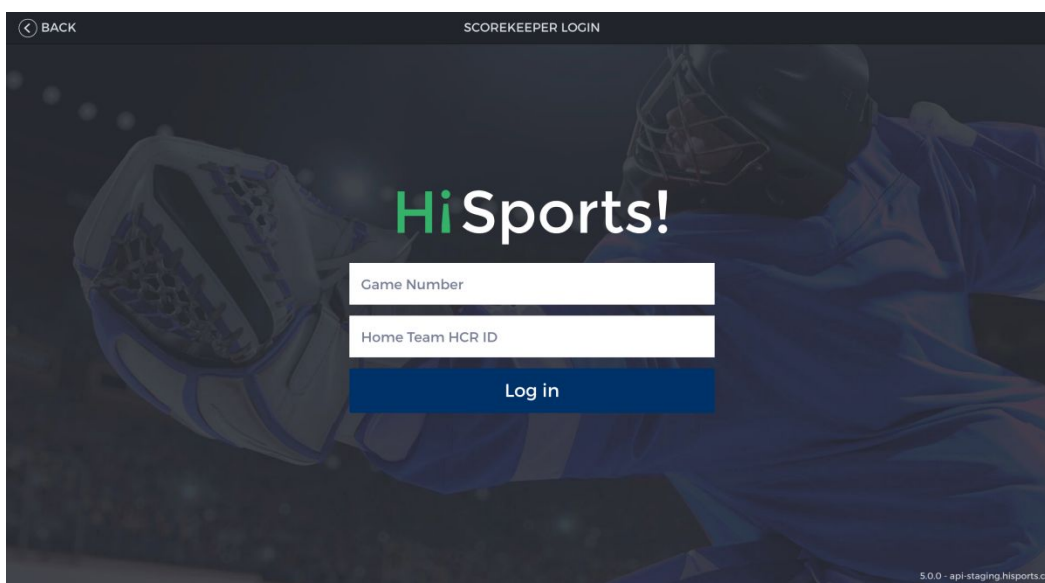 BACK
SCOREKEEPER LOGIN
HiSports!
Game Number
Home Team HCR ID
Log in
5.0.0 - api-staging.hisports.c